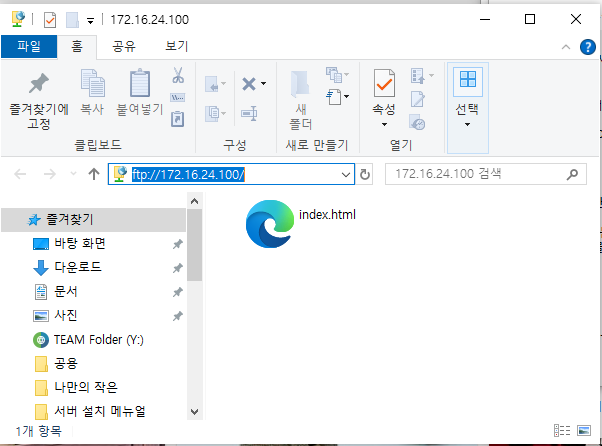 172.16.24.100
파일 홈 공유 보기
즐겨찾기에 고정
복사
붙여넣기
클립보드
구성
새 폴더
새로 만들기
속성
열기
선택
ftp://172.16.24.100/
172.16.24.100 검색
즐겨찾기
바탕 화면
다운로드
문서
사진
TEAM Folder (Y:)
공용
나만의 작은
서버 설치 메뉴얼
index.html
1개 항목